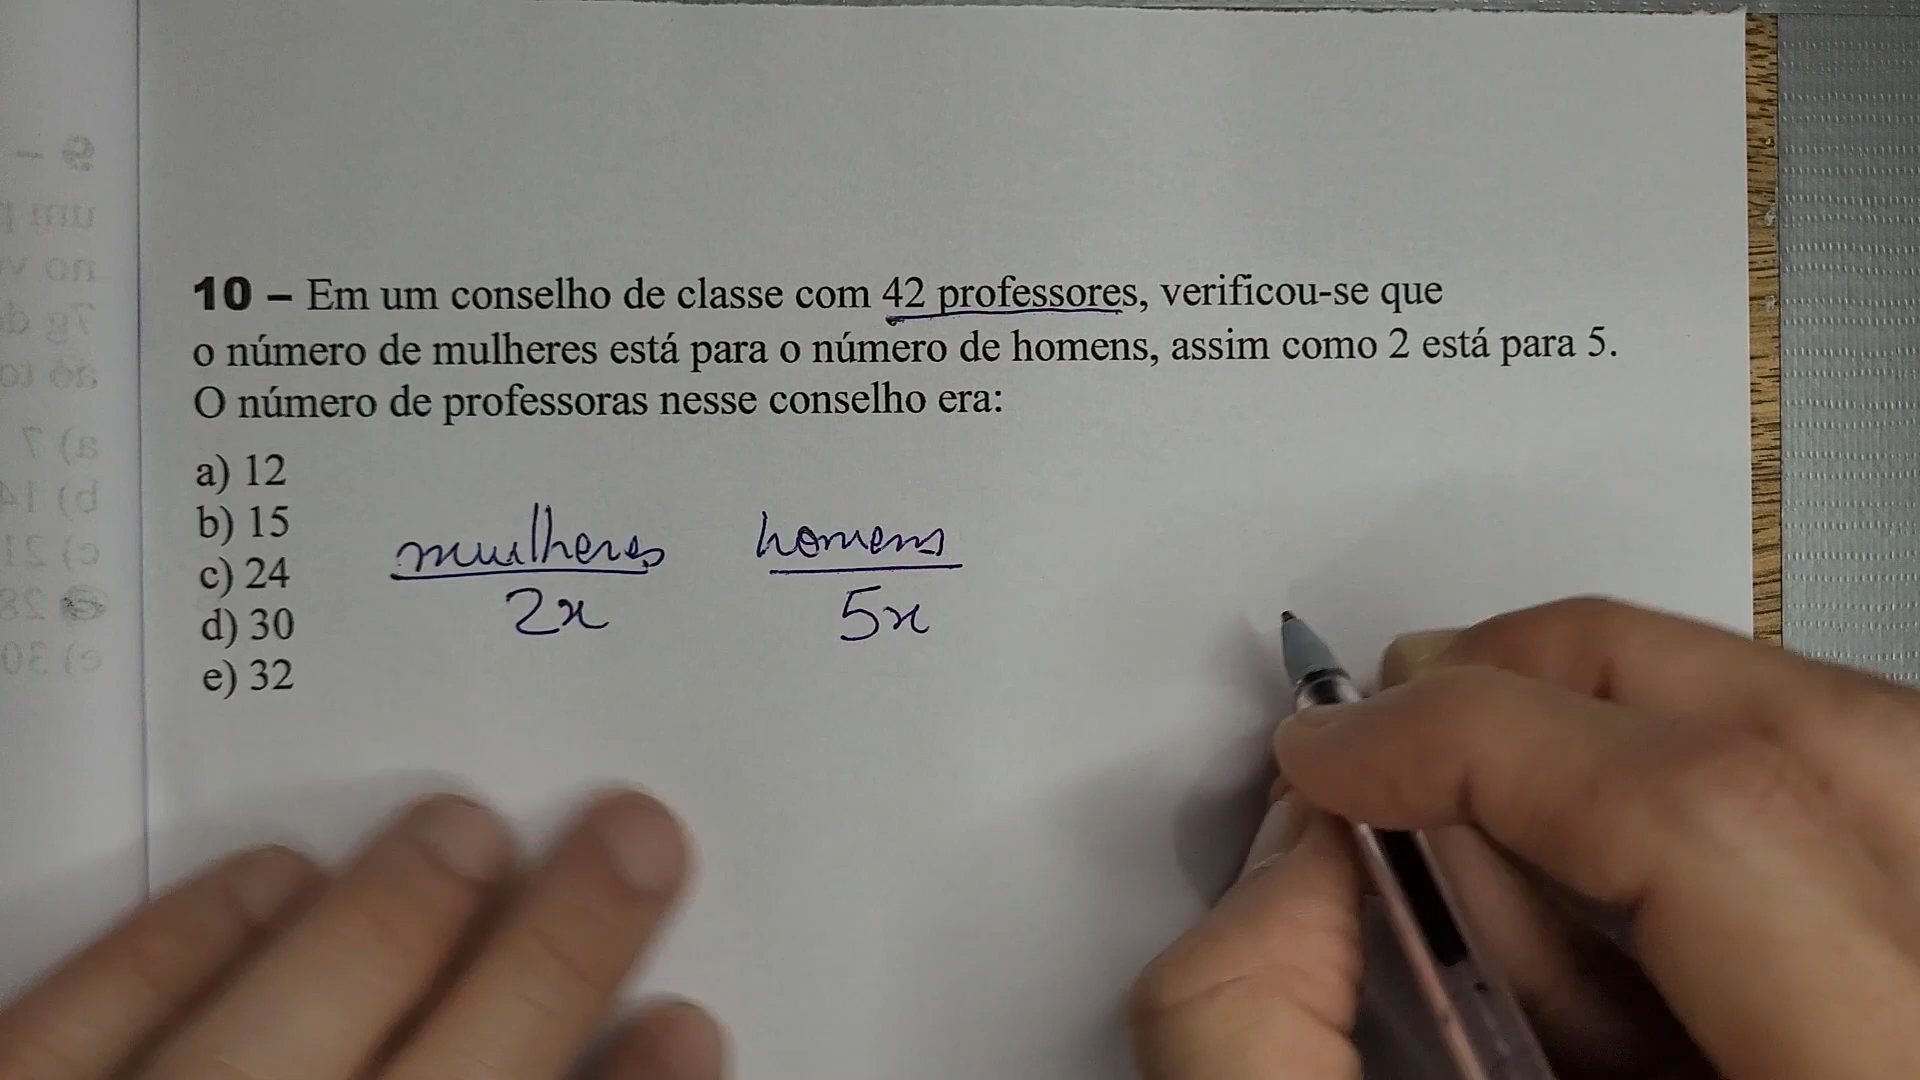 10 – Em um conselho de classe com 42 professores, verificou-se que
o número de mulheres está para o número de homens, assim como 2 está para 5.
O número de professoras nesse conselho era:
a) 12
b) 15
c) 24
d) 30
e) 32
mulheres homens
2x 5x